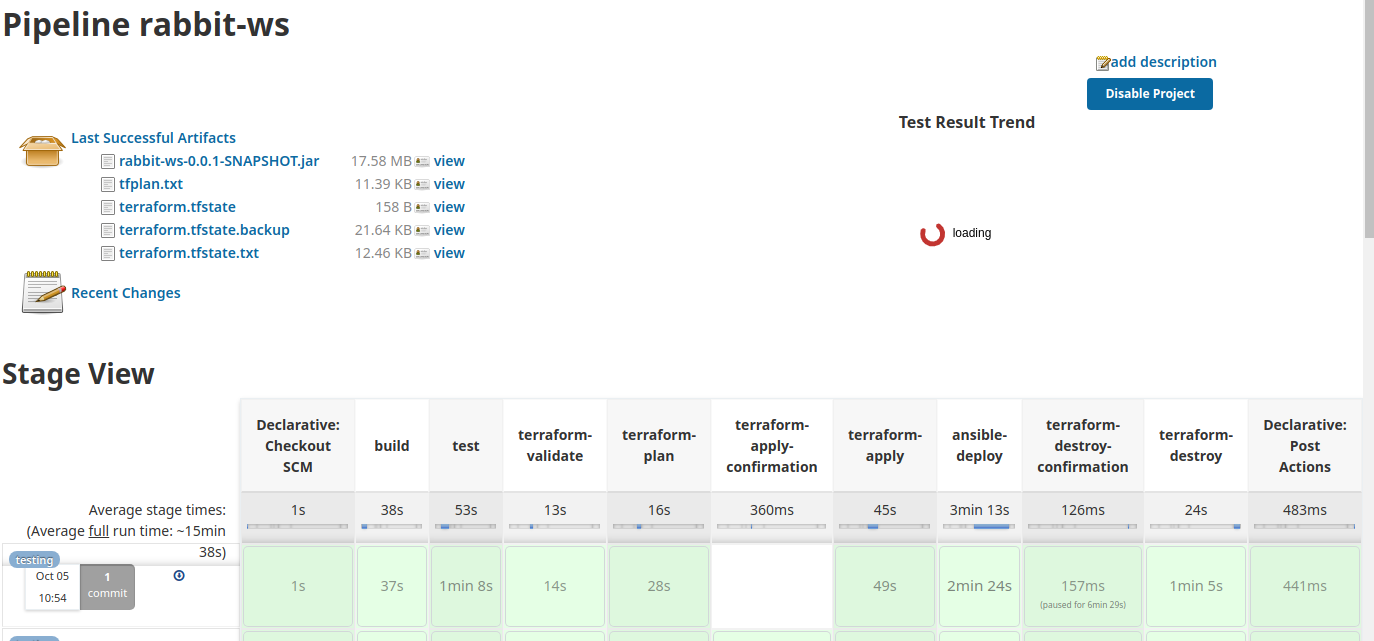 Pipeline rabbit-ws
add description
Disable Project
Test Result Trend
Last Successful Artifacts
rabbit-ws-0.0.1-SNAPSHOT.jar 17.58 MB view
tfplan.txt 11.39 KB view
terraform.tfstate 158 B view
terraform.tfstate.backup 21.64 KB view
terraform.tfstate.txt 12.46 KB view
loading
Recent Changes
Stage View
Declarative:
Checkout
SCM
build
test
terraform-
validate
terraform-
plan
terraform-
apply-
confirmation
terraform-
apply
ansible-
deploy
terraform-
destroy-
confirmation
terraform-
destroy
Declarative:
Post
Actions
Average stage times:
(Average full run time: ~15min
38s)
1s 38s 53s 13s 16s 360ms 45s 3min 13s 126ms 24s 483ms
testing
Oct 05
10:54
1
commit
1s 37s 1min 8s 14s 28s 49s 2min 24s 157ms 1min 5s 441ms
(paused for 6min 29s)